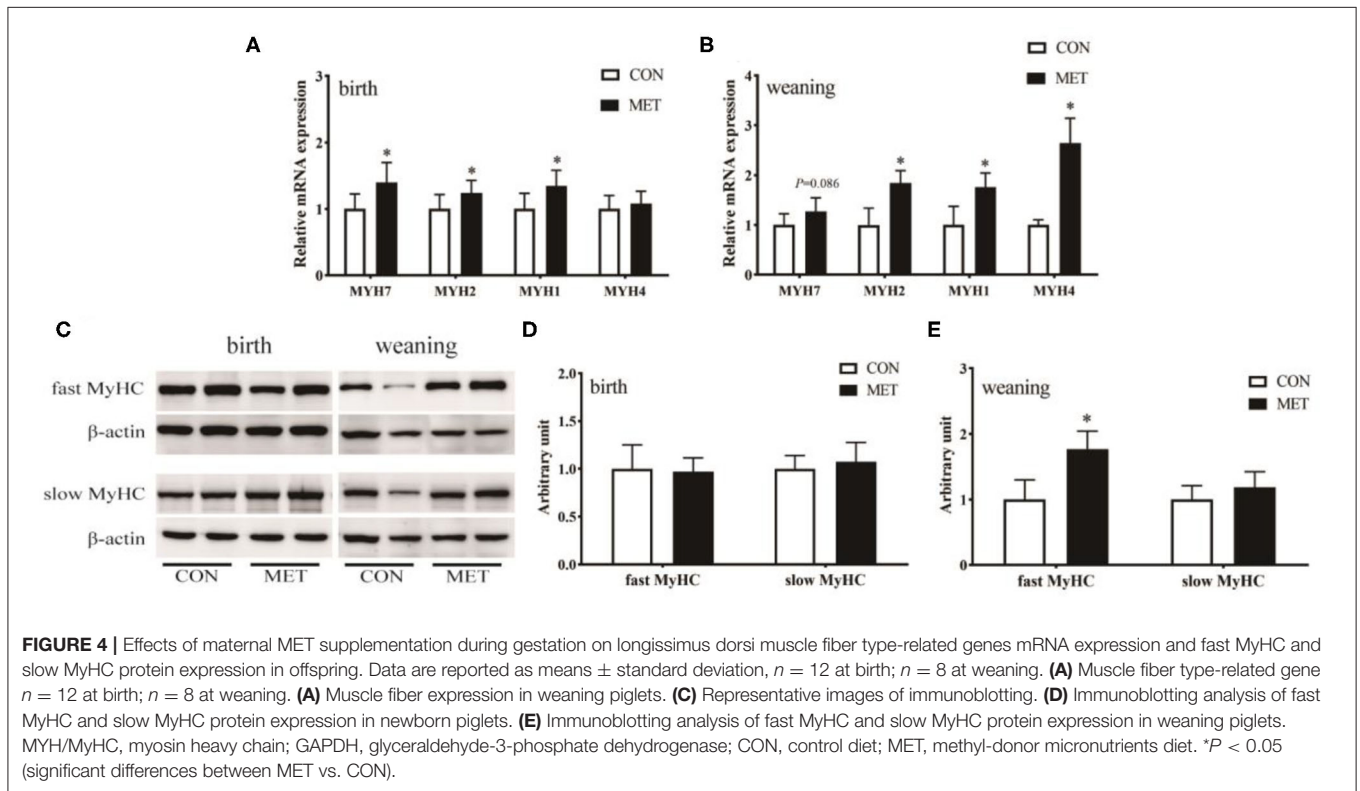 A
birth
CON
MET
Relative mRNA expression
3
2
1
0
* * *
MYH7 MYH2 MYH1 MYH4
B
weaning
CON
MET
Relative mRNA expression
4
3
2
1
0
P=0.086
* * *
MYH7 MYH2 MYH1 MYH4
C
birth weaning
fast MyHC
β-actin
slow MyHC
β-actin
CON MET CON MET
D
birth
CON
MET
Arbitrary unit
2.0
1.5
1.0
0.5
0.0
fast MyHC slow MyHC
E
weaning
CON
MET
Arbitrary unit
3
2
1
0
*
fast MyHC slow MyHC
FIGURE 4 | Effects of maternal MET supplementation during gestation on longissimus dorsi muscle fiber type-related genes mRNA expression and fast MyHC and
slow MyHC protein expression in offspring. Data are reported as means ± standard deviation, n = 12 at birth; n = 8 at weaning. (A) Muscle fiber type-related gene
n = 12 at birth; n = 8 at weaning. (A) Muscle fiber expression in weaning piglets. (C) Representative images of immunoblotting. (D) Immunoblotting analysis of fast
MyHC and slow MyHC protein expression in newborn piglets. (E) Immunoblotting analysis of fast MyHC and slow MyHC protein expression in weaning piglets.
MYH/MyHC, myosin heavy chain; GAPDH, glyceraldehyde-3-phosphate dehydrogenase; CON, control diet; MET, methyl-donor micronutrients diet. *P < 0.05
(significant differences between MET vs. CON).